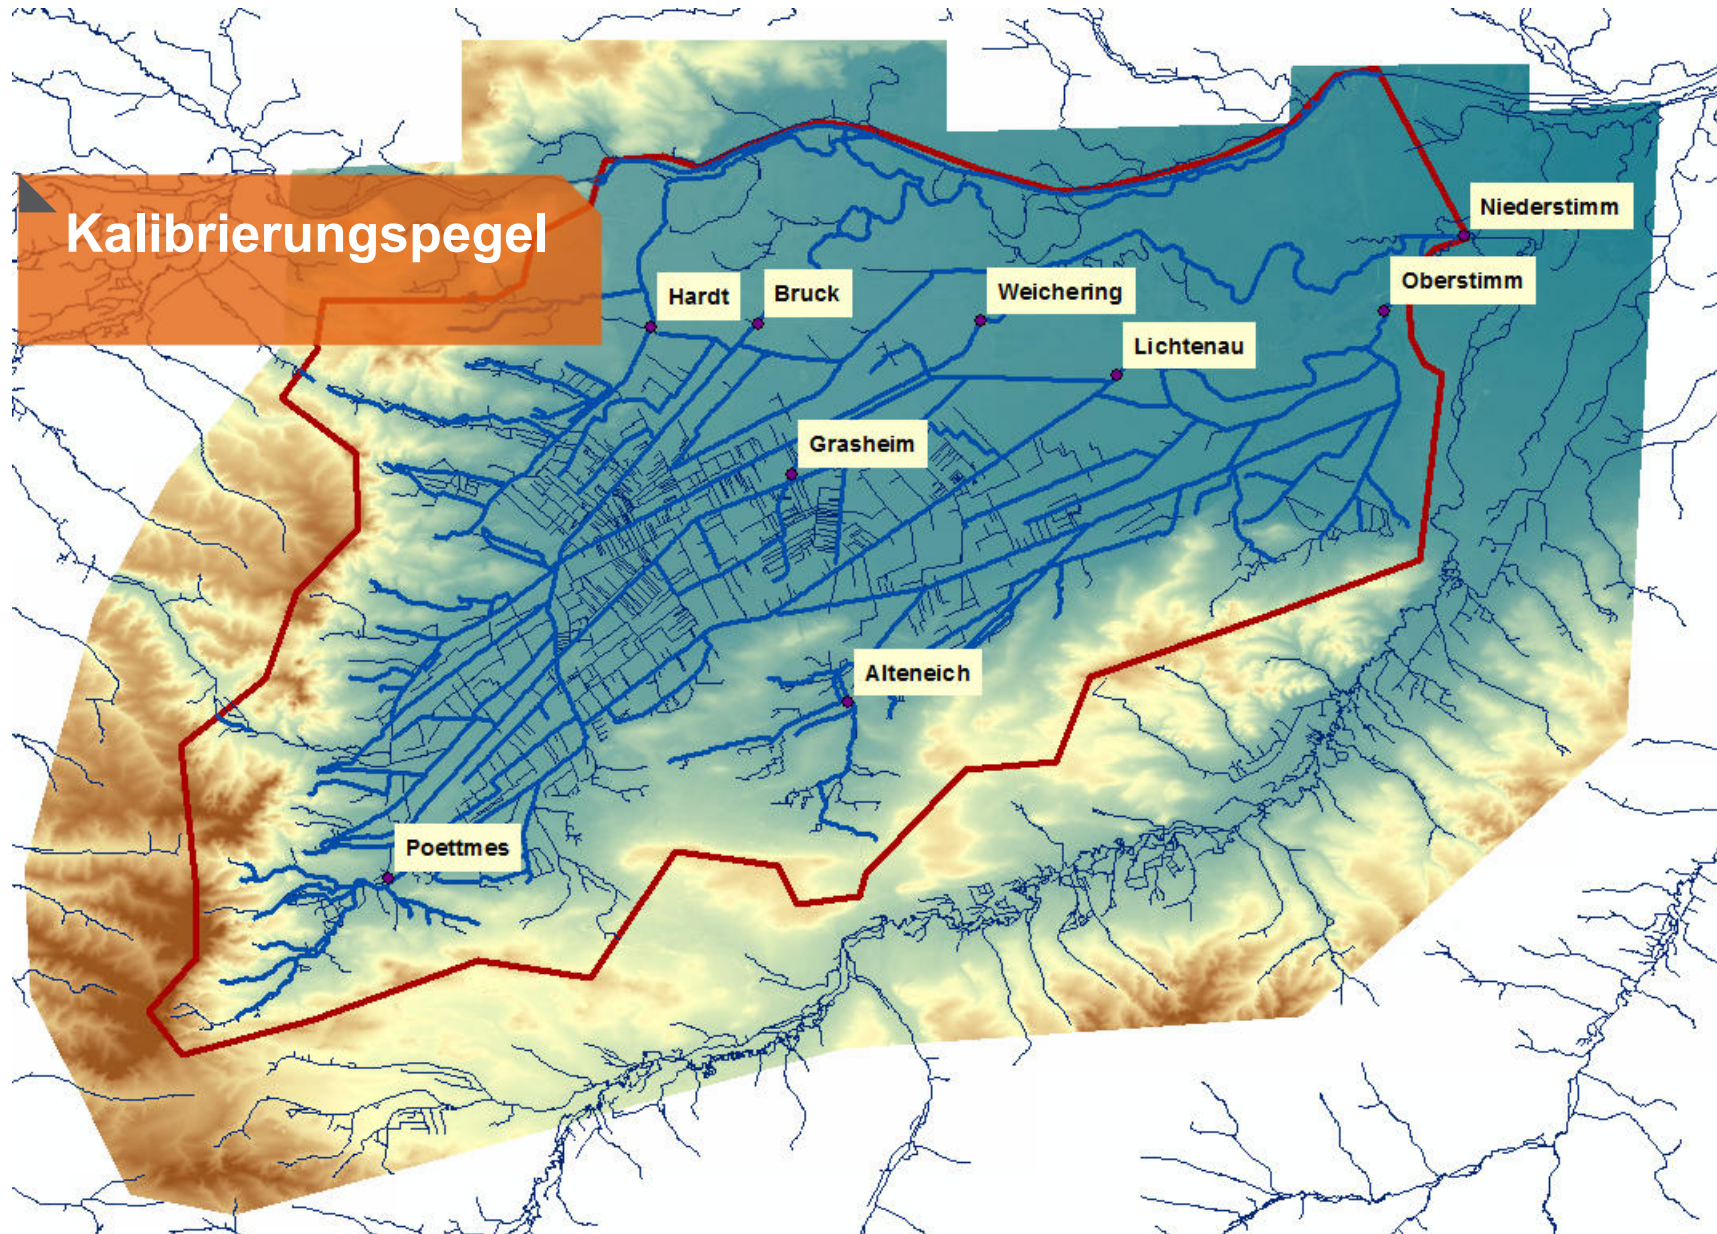 Kalibrierungspegel
Niederstimm
Oberstimm
Hardt
Bruck
Weichering
Lichtenau
Grasheim
Alteneich
Poettmes